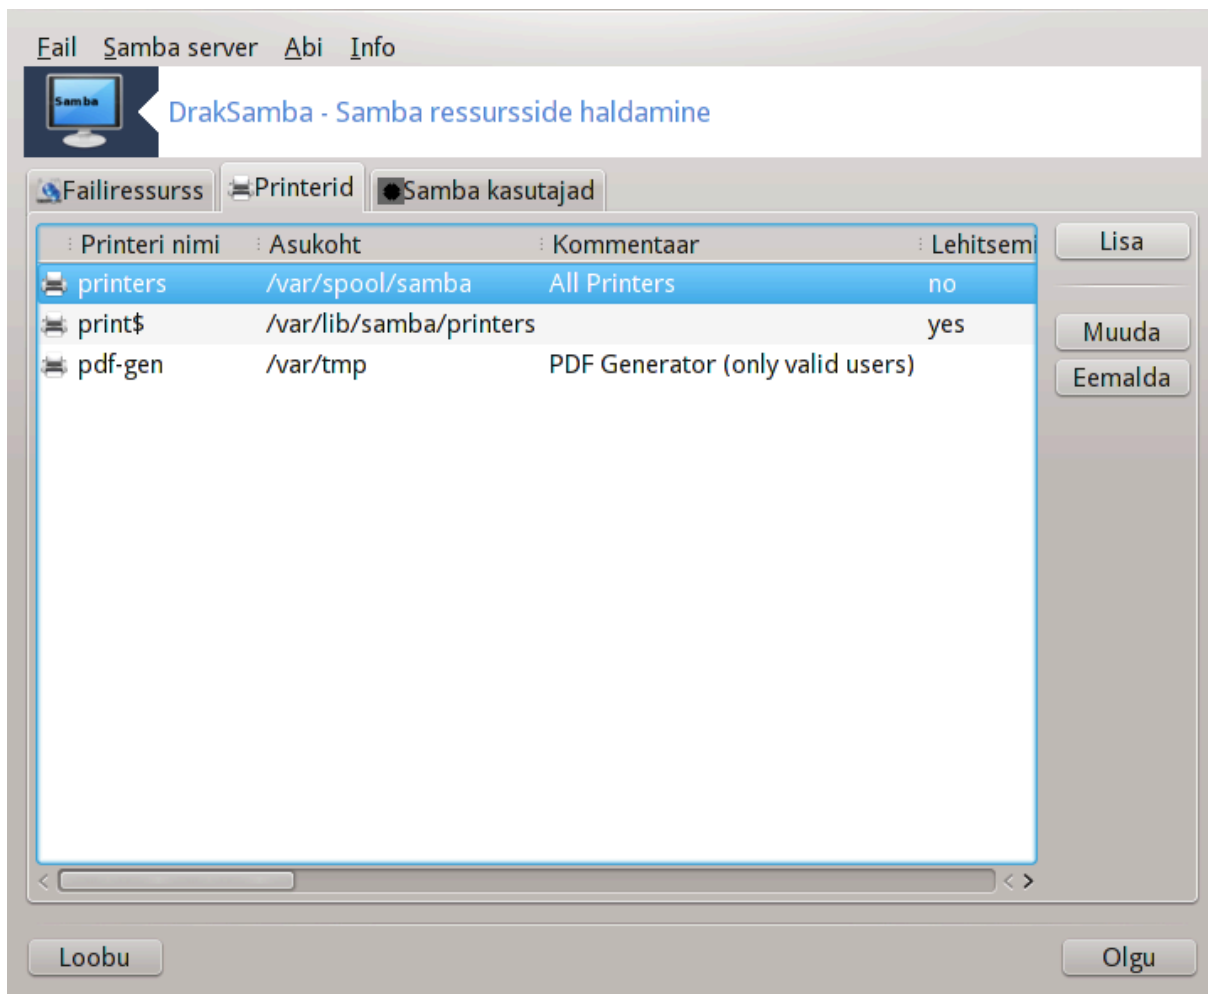 Fail Samba server Abi Info
Samba
DrakSamba - Samba ressursside haldamine
Failiressurss Printerid Samba kasutajad
Printeri nimi Asukoht Kommentaar Lehitsemi
Lisa
printers /var/spool/samba All Printers no
print$ /var/lib/samba/printers yes
Muuda
pdf-gen /var/tmp PDF Generator (only valid users)
Eemalda
Loobu Olgu